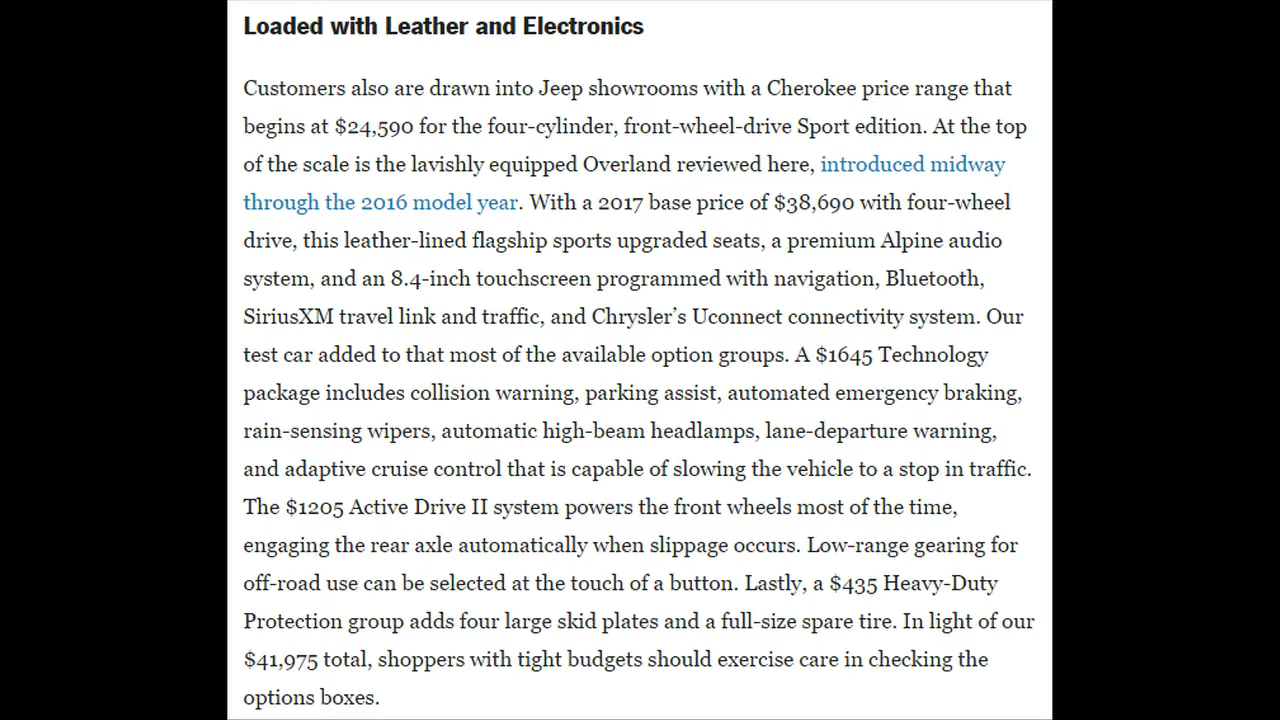 Loaded with Leather and Electronics
Customers also are drawn into Jeep showrooms with a Cherokee price range that
begins at $24,590 for the four-cylinder, front-wheel-drive Sport edition. At the top
of the scale is the lavishly equipped Overland reviewed here, introduced midway
through the 2016 model year. With a 2017 base price of $38,690 with four-wheel
drive, this leather-lined flagship sports upgraded seats, a premium Alpine audio
system, and an 8.4-inch touchscreen programmed with navigation, Bluetooth,
SiriusXM travel link and traffic, and Chrysler’s Uconnect connectivity system. Our
test car added to that most of the available option groups. A $1645 Technology
package includes collision warning, parking assist, automated emergency braking,
rain-sensing wipers, automatic high-beam headlamps, lane-departure warning,
and adaptive cruise control that is capable of slowing the vehicle to a stop in traffic.
The $1205 Active Drive II system powers the front wheels most of the time,
engaging the rear axle automatically when slippage occurs. Low-range gearing for
off-road use can be selected at the touch of a button. Lastly, a $435 Heavy-Duty
Protection group adds four large skid plates and a full-size spare tire. In light of our
$41,975 total, shoppers with tight budgets should exercise care in checking the
options boxes.